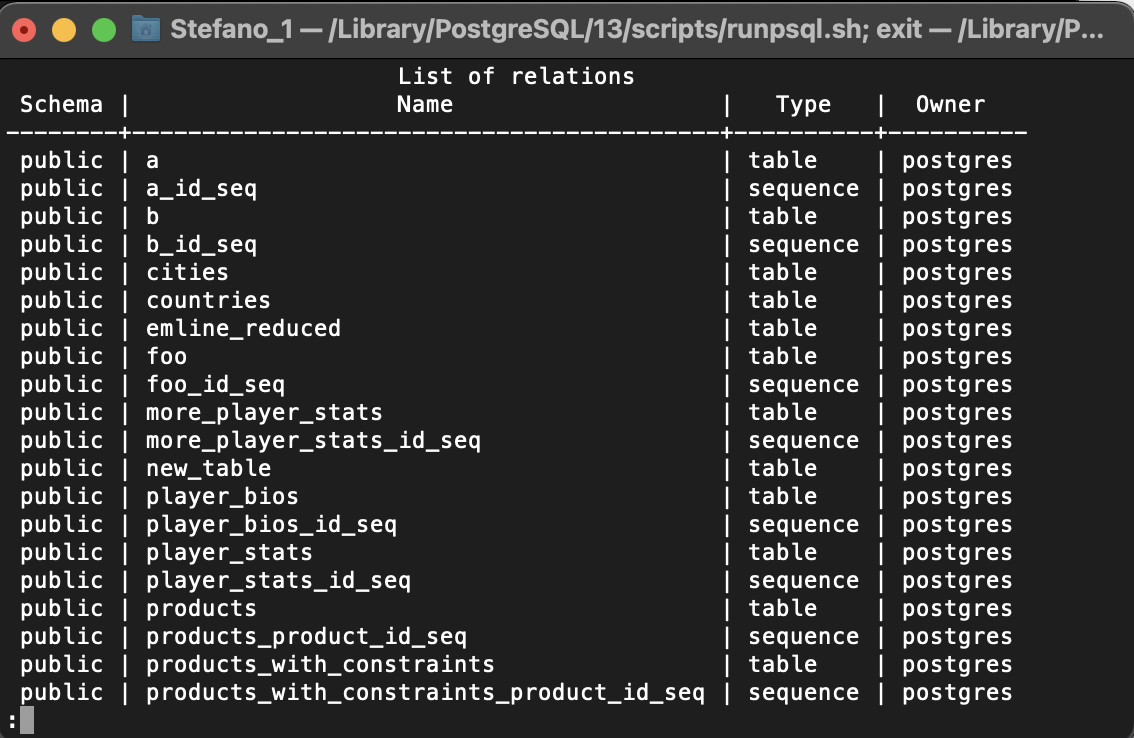 Stefano_1 — /Library/PostgreSQL/13/scripts/runpsql.sh; exit — /Library/P...
List of relations
Schema | Name | Type | Owner
--------+------------------------------------------+----------+----------
public | a | table | postgres
public | a_id_seq | sequence | postgres
public | b | table | postgres
public | b_id_seq | sequence | postgres
public | cities | table | postgres
public | countries | table | postgres
public | emline_reduced | table | postgres
public | foo | table | postgres
public | foo_id_seq | sequence | postgres
public | more_player_stats | table | postgres
public | more_player_stats_id_seq | sequence | postgres
public | new_table | table | postgres
public | player_bios | table | postgres
public | player_bios_id_seq | sequence | postgres
public | player_stats | table | postgres
public | player_stats_id_seq | sequence | postgres
public | products | table | postgres
public | products_product_id_seq | sequence | postgres
public | products_with_constraints | table | postgres
public | products_with_constraints_product_id_seq | sequence | postgres
: